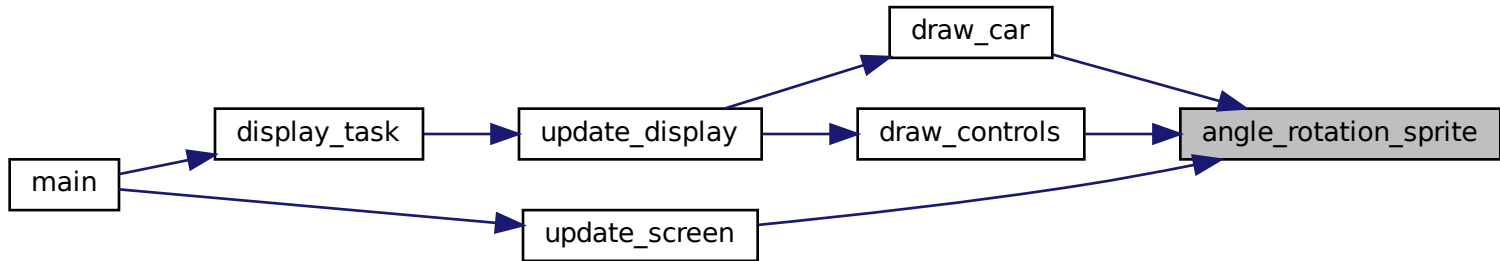 draw_car
display_task
update_display
draw_controls
angle_rotation_sprite
main
update_screen